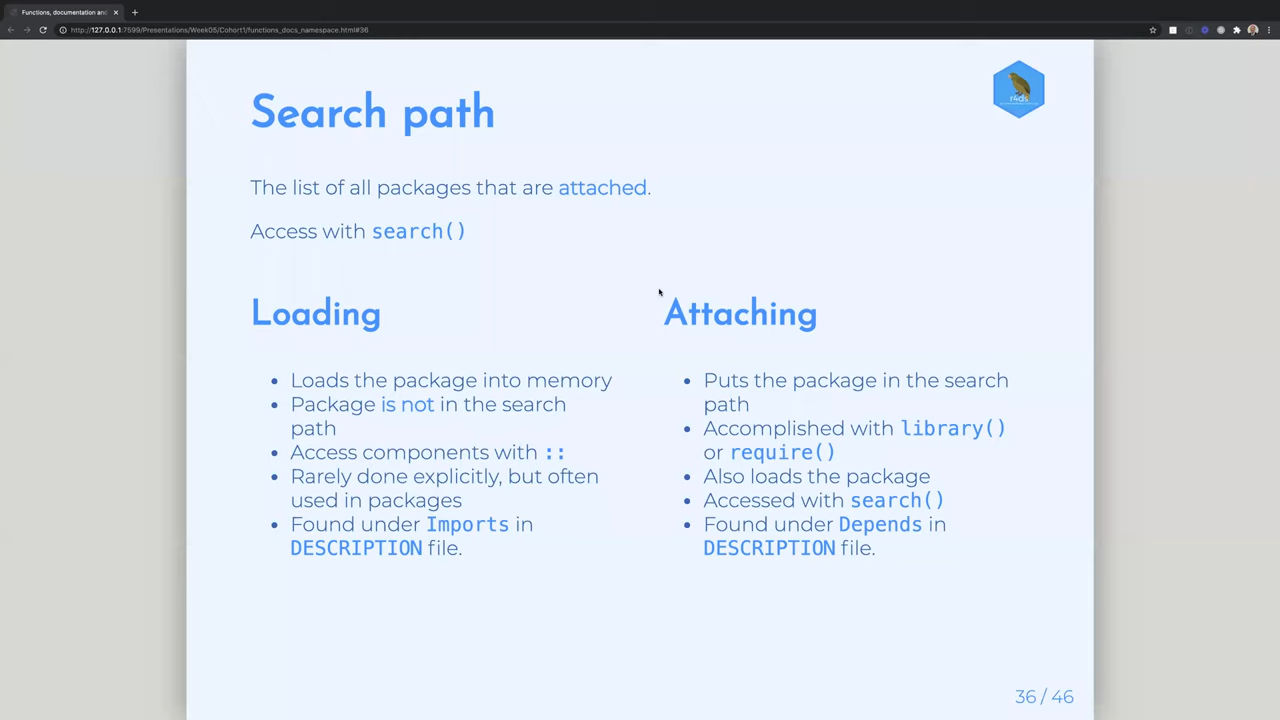 Functions, documentation and
http://127.0.0.1:7599/Presentations/Week05/Cohort1/functions_docs_namespace.html#36
r4ds
Search path
The list of all packages that are attached.
Access with search()
Loading
Loads the package into memory
Package is not in the search
path
Access components with ::
Rarely done explicitly, but often
used in packages
Found under Imports in
DESCRIPTION file.
Attaching
Puts the package in the search
path
Accomplished with library()
or require()
Also loads the package
Accessed with search()
Found under Depends in
DESCRIPTION file.
36 / 46